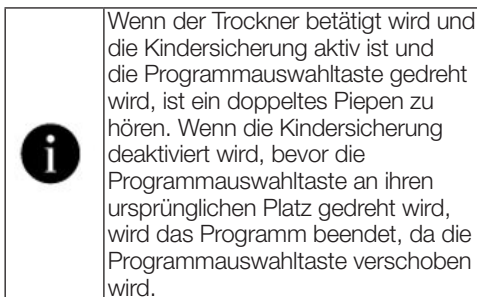 Wenn der Trockner betätigt wird und
die Kindersicherung aktiv ist und
die Programmauswahltaste gedreht
wird, ist ein doppeltes Piepen zu
hören. Wenn die Kindersicherung
deaktiviert wird, bevor die
Programmauswahltaste an ihren
ursprünglichen Platz gedreht wird,
wird das Programm beendet, da die
Programmauswahltaste verschoben
wird.